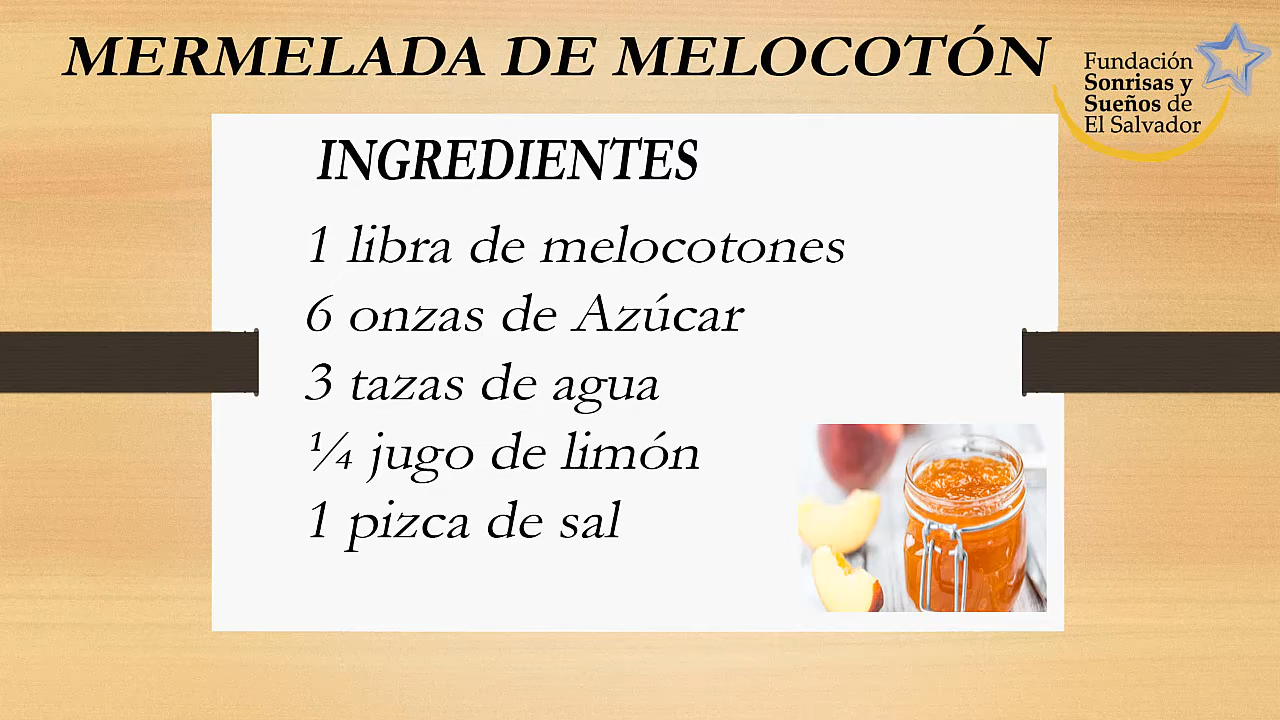 MERMELADA DE MELOCOTÓN
Fundación
Sonrisas y
Sueños de
El Salvador
INGREDIENTES
1 libra de melocotones
6 onzas de Azúcar
3 tazas de agua
¼ jugo de limón
1 pizca de sal